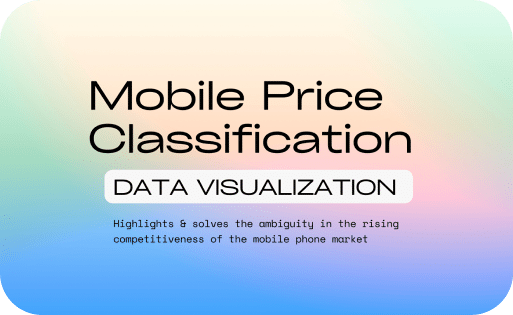 Mobile Price
Classification
DATA VISUALIZATION
Highlights & solves the ambiguity in the rising
competitiveness of the mobile phone market